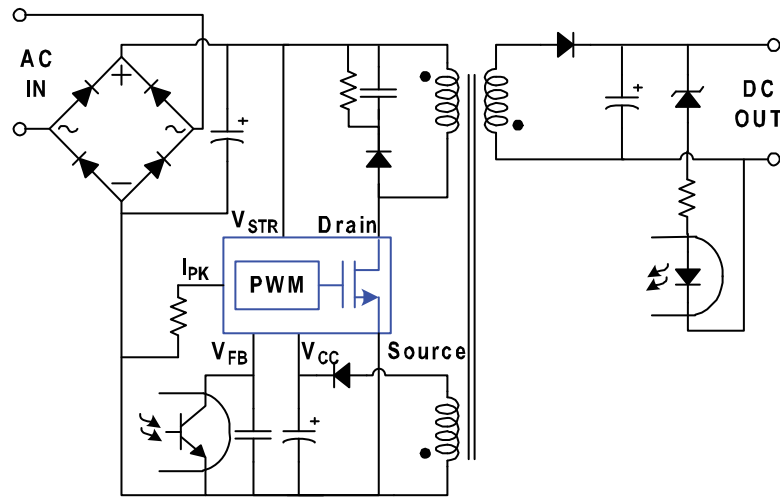 AC
IN
+
~
~
−
+
+
DC
OUT
VSTR
Drain
IPK
PWM
VFB
VCC
Source
+